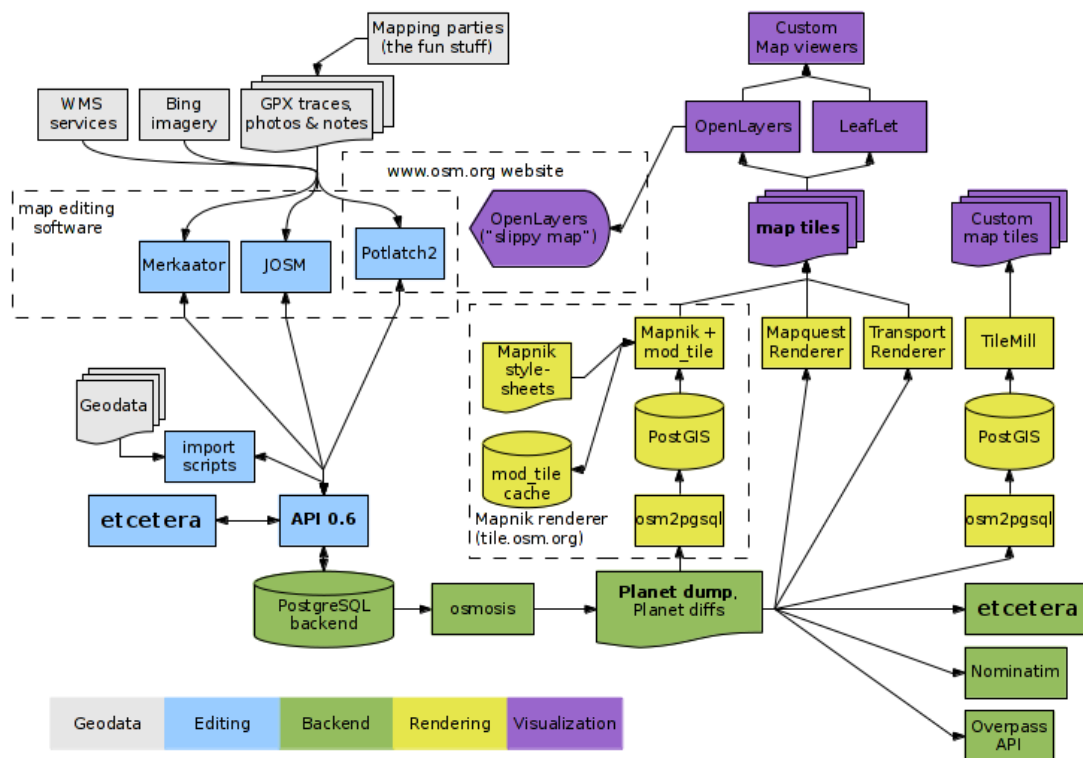 Mapping parties
(the fun stuff)
Custom
Map viewers
WMS
services
Bing
imagery
GPX traces,
photos & notes
OpenLayers
LeafLet
www.osm.org website
map editing
software
OpenLayers
("slippy map")
map tiles
Custom
map tiles
Merkaator
JOSM
Potlatch2
Mapnik
style-
sheets
Mapnik +
mod_tile
Mapquest
Renderer
Transport
Renderer
TileMill
Geodata
import
scripts
PostGIS
PostGIS
mod_tile
cache
etcetera
API 0.6
Mapnik renderer
(tile.osm.org)
osm2pgsql
osm2pgsql
PostgreSQL
backend
osmosis
Planet dump,
Planet diffs
etcetera
Nominatim
Overpass
API
Geodata
Editing
Backend
Rendering
Visualization